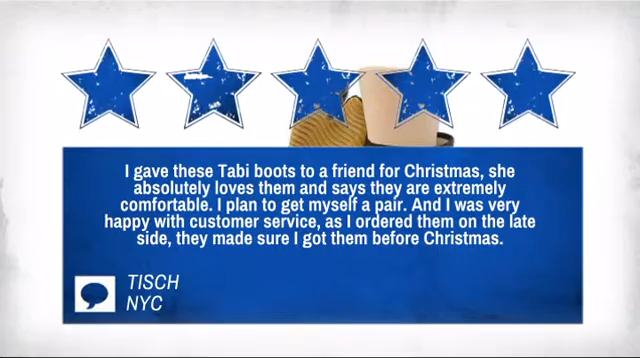 I gave these Tabi boots to a friend for Christmas, she
absolutely loves them and says they are extremely
comfortable. I plan to get myself a pair. And I was very
happy with customer service, as I ordered them on the late
side, they made sure I got them before Christmas.
TISCH
NYC